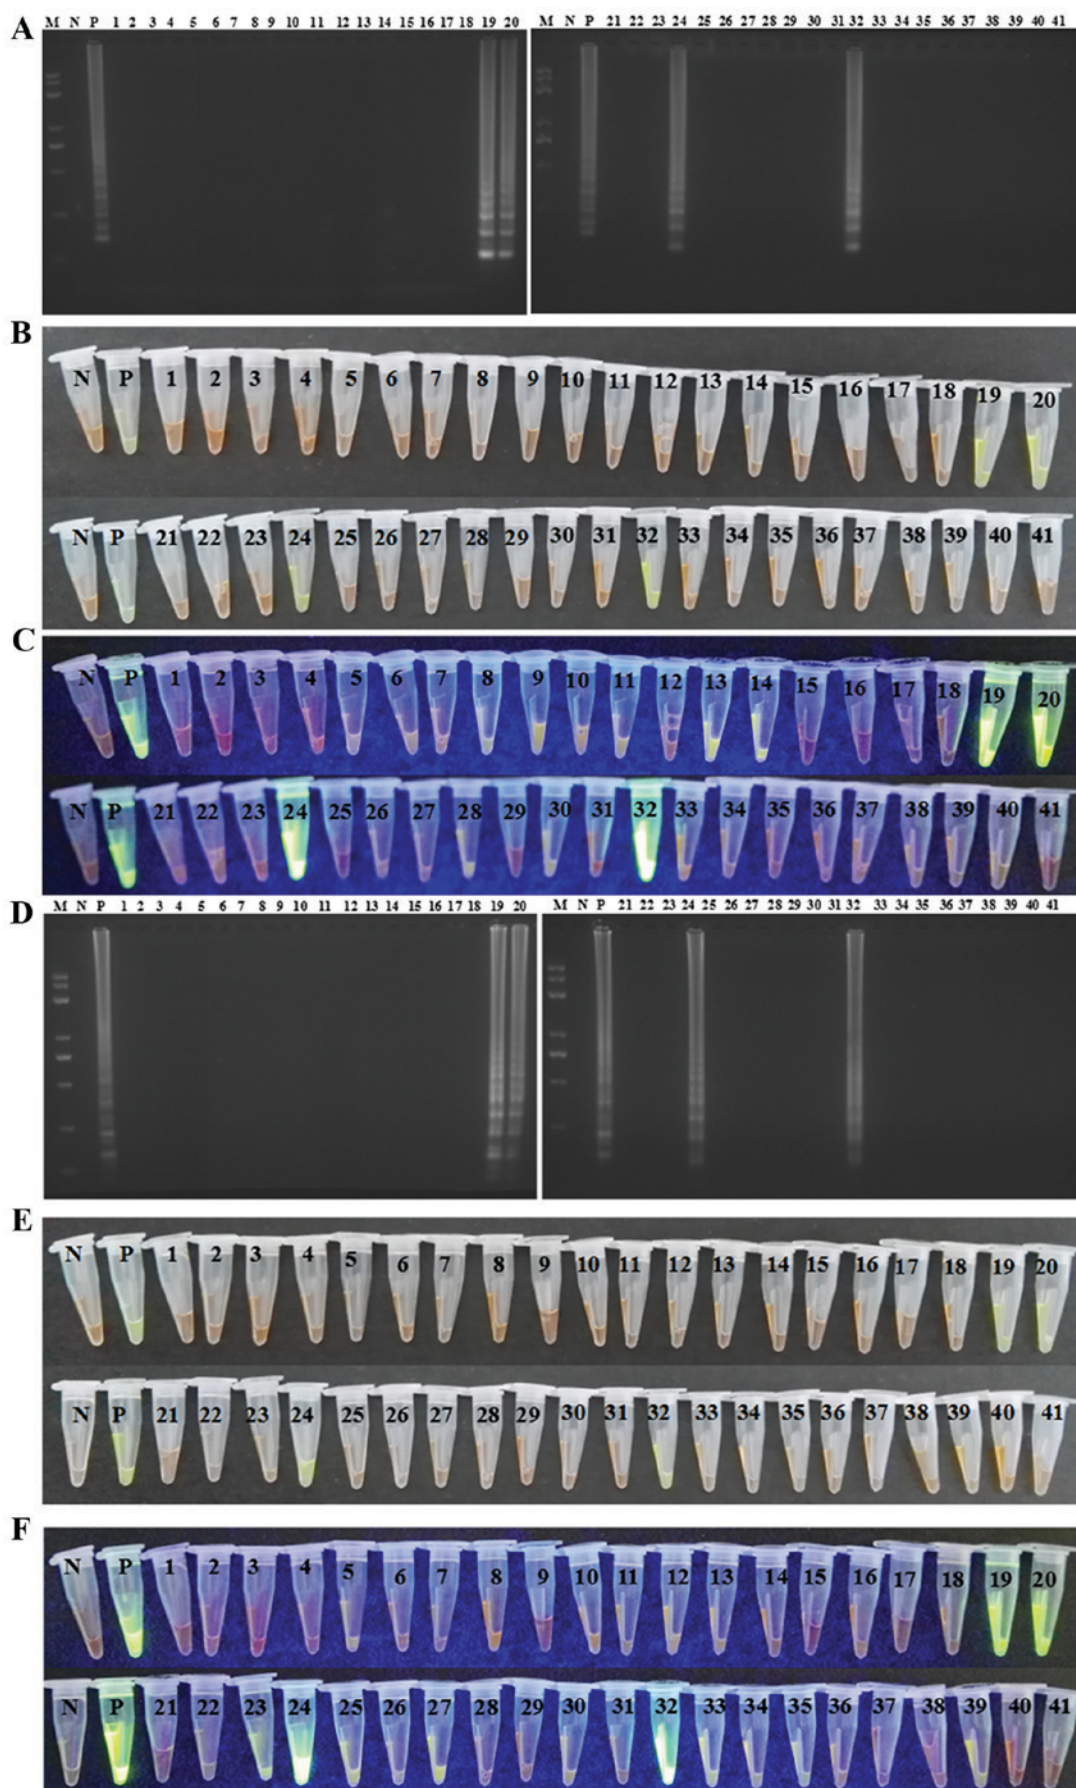 A
M N P 1 2 3 4 5 6 7 8 9 10 11 12 13 14 15 16 17 18 19 20
M N P 21 22 23 24 25 26 27 28 29 30 31 32 33 34 35 36 37 38 39 40 41
B
N P 1 2 3 4 5 6 7 8 9 10 11 12 13 14 15 16 17 18 19 20
N P 21 22 23 24 25 26 27 28 29 30 31 32 33 34 35 36 37 38 39 40 41
C
N P 1 2 3 4 5 6 7 8 9 10 11 12 13 14 15 16 17 18 19 20
N P 21 22 23 24 25 26 27 28 29 30 31 32 33 34 35 36 37 38 39 40 41
D
M N P 1 2 3 4 5 6 7 8 9 10 11 12 13 14 15 16 17 18 19 20
M N P 21 22 23 24 25 26 27 28 29 30 31 32 33 34 35 36 37 38 39 40 41
E
N P 1 2 3 4 5 6 7 8 9 10 11 12 13 14 15 16 17 18 19 20
N P 21 22 23 24 25 26 27 28 29 30 31 32 33 34 35 36 37 38 39 40 41
F
N P 1 2 3 4 5 6 7 8 9 10 11 12 13 14 15 16 17 18 19 20
N P 21 22 23 24 25 26 27 28 29 30 31 32 33 34 35 36 37 38 39 40 41